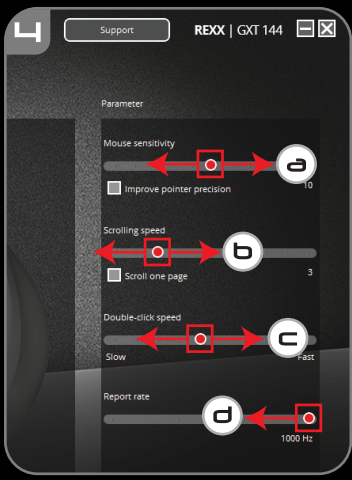 4
Support
REXX | GXT 144
Parameter
Mouse sensitivity
a
10
Improve pointer precision
Scrolling speed
b
Scroll one page
3
Double-click speed
c
Slow
Fast
Report rate
d
1000 Hz